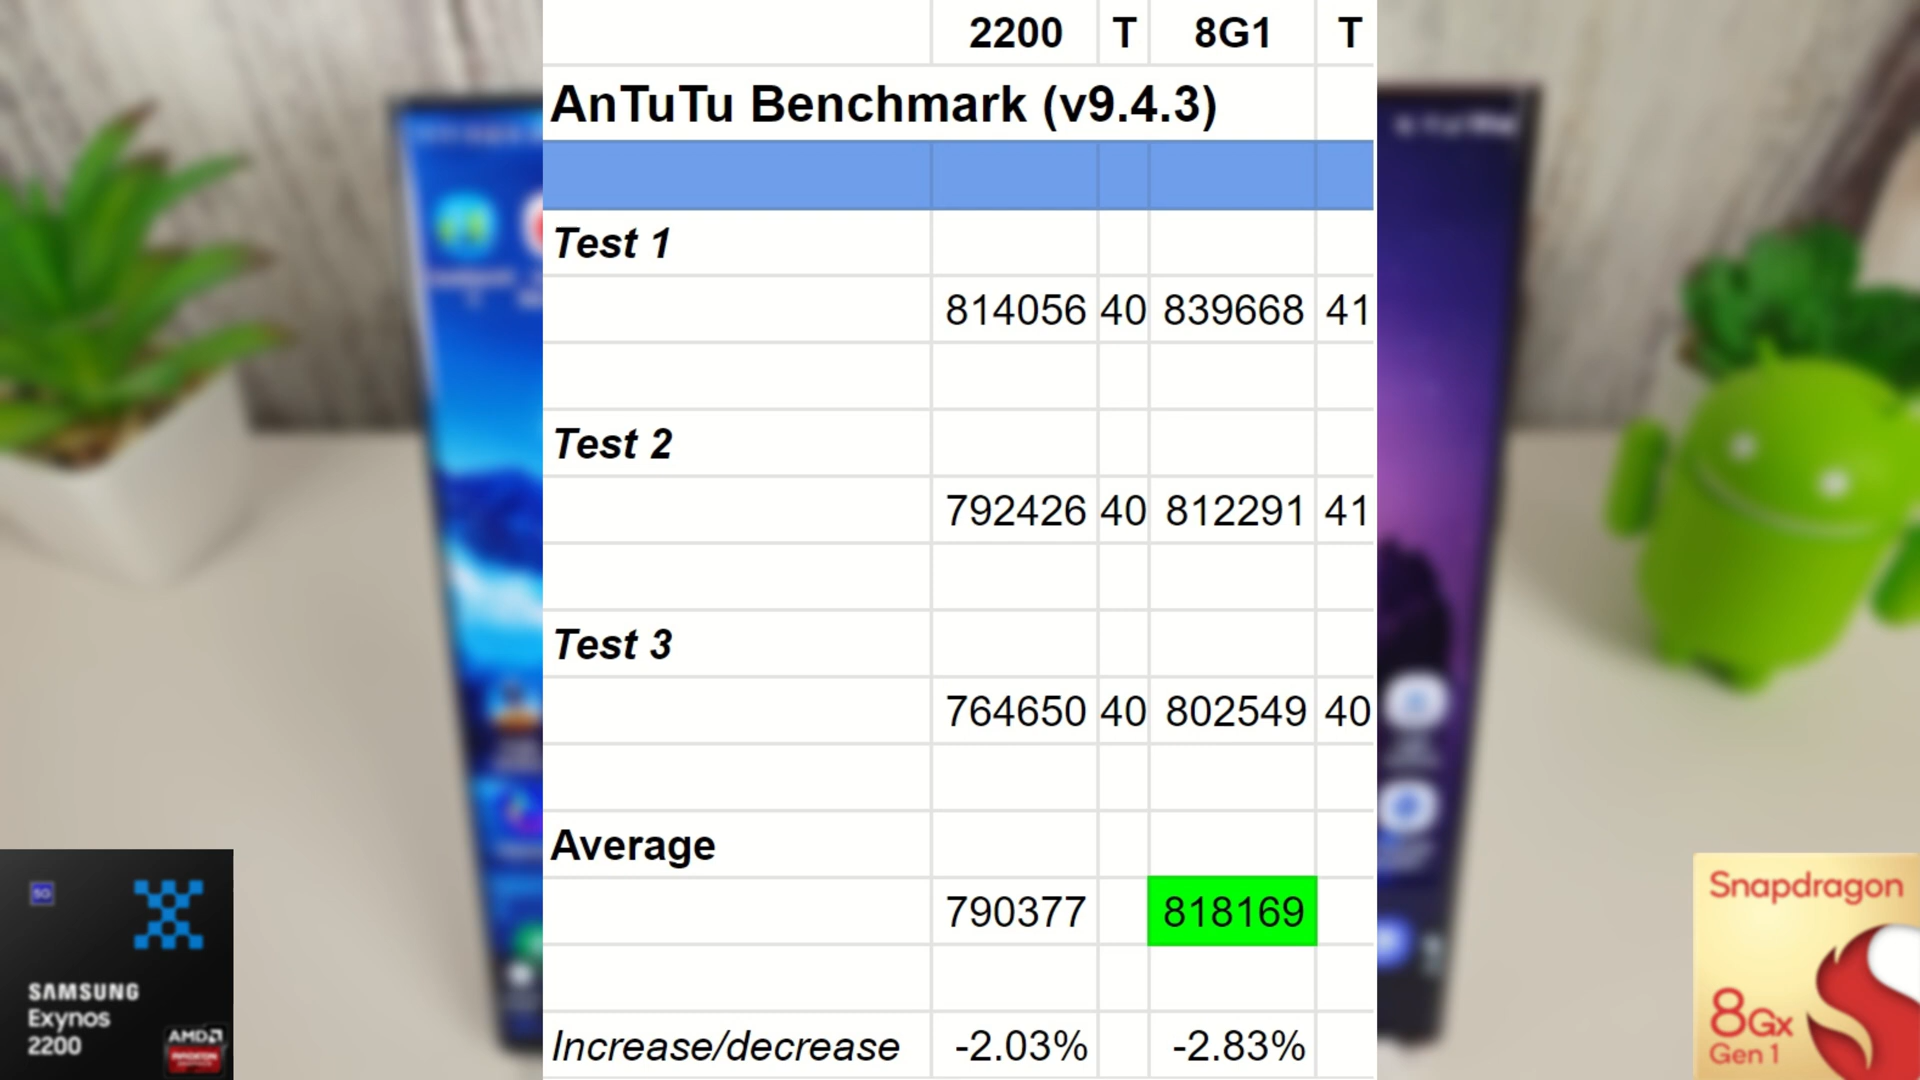 2200 T 8G1 T
AnTuTu Benchmark (v9.4.3)
Test 1
814056 40 839668 41
Test 2
792426 40 812291 41
Test 3
764650 40 802549 40
Average
790377 818169
Increase/decrease -2.03% -2.83%
5G
SAMSUNG
Exynos
2200
AMD
RADEON
Snapdragon
8Gx
Gen 1